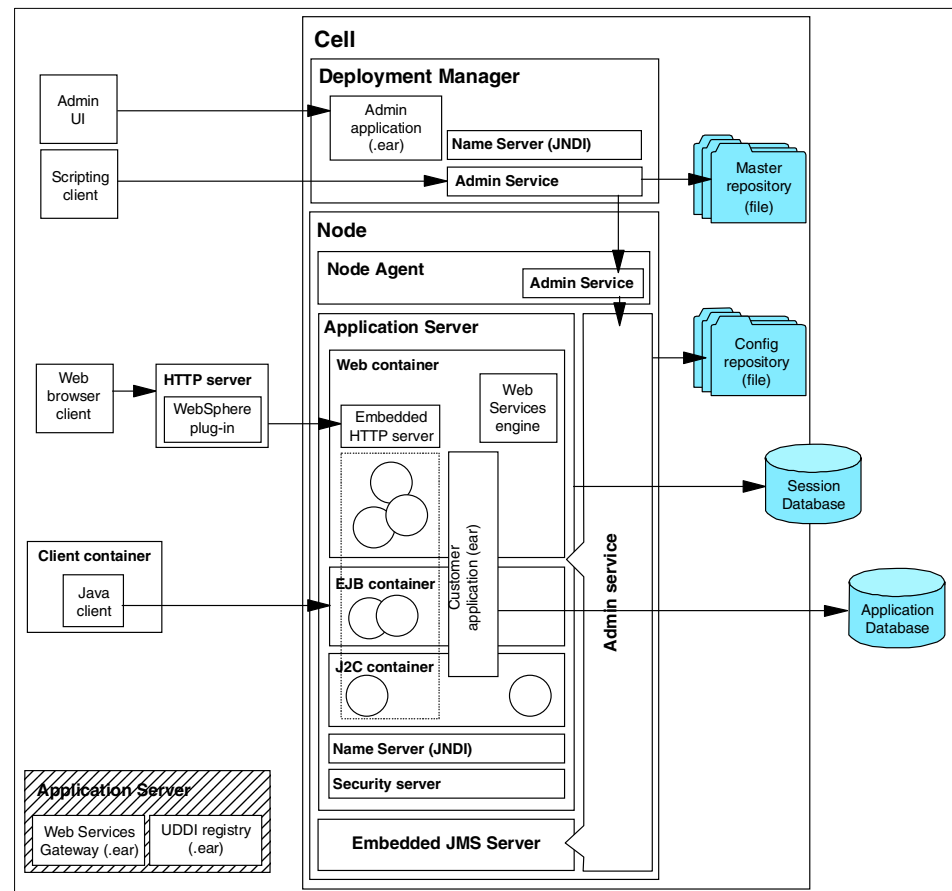 Cell
Deployment Manager
Admin
UI
Admin
application
(.ear)
Name Server (JNDI)
Scripting
client
Admin Service
Master
repository
(file)
Node
Node Agent
Admin Service
Application Server
Config
repository
(file)
Web container
Web
browser
client
HTTP server
WebSphere
plug-in
Embedded
HTTP server
Web
Services
engine
Session
Database
Customer
application (ear)
Admin service
Client container
Java
client
EJB container
Application
Database
J2C container
Name Server (JNDI)
Security server
Application Server
Web Services
Gateway (.ear)
UDDI registry
(.ear)
Embedded JMS Server